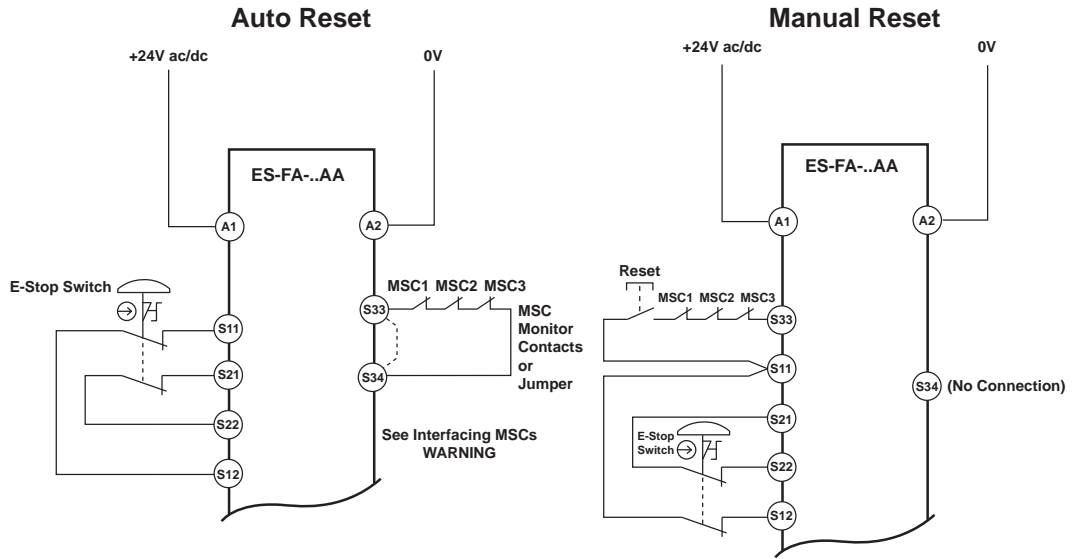 Auto Reset
+24V ac/dc
0V
ES-FA-..AA
A1
A2
E-Stop Switch
MSC1 MSC2 MSC3
S33
MSC
Monitor
Contacts
or
Jumper
S11
S21
S34
S22
See Interfacing MSCs
WARNING
S12
Manual Reset
+24V ac/dc
0V
ES-FA-..AA
A1
A2
Reset
MSC1 MSC2 MSC3
S33
S11
S34 (No Connection)
S21
E-Stop
Switch
S22
S12